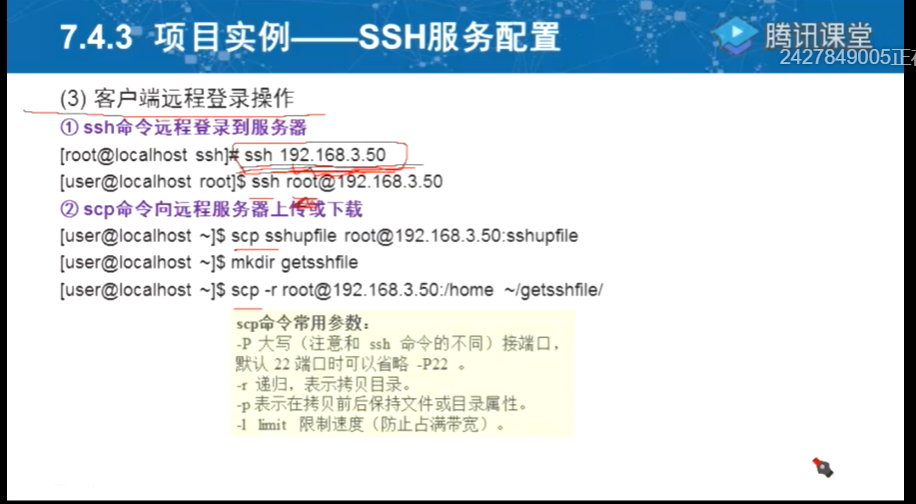 7.4.3 项目实例——SSH服务配置
腾讯课堂
2427849005正在
(3) 客户端远程登录操作
① ssh命令远程登录到服务器
[root@localhost ssh]# ssh 192.168.3.50
[user@localhost root]$ ssh root@192.168.3.50
② scp命令向远程服务器上传或下载
[user@localhost ~]$ scp sshupfile root@192.168.3.50:sshupfile
[user@localhost ~]$ mkdir getsshfile
[user@localhost ~]$ scp -r root@192.168.3.50:/home ~/getsshfile/
scp命令常用参数：
-P 大写（注意和 ssh 命令的不同）接端口，
默认 22 端口时可以省略 -P22 。
-r 递归，表示拷贝目录。
-p表示在拷贝前后保持文件或目录属性。
-l limit 限制速度（防止占满带宽）。